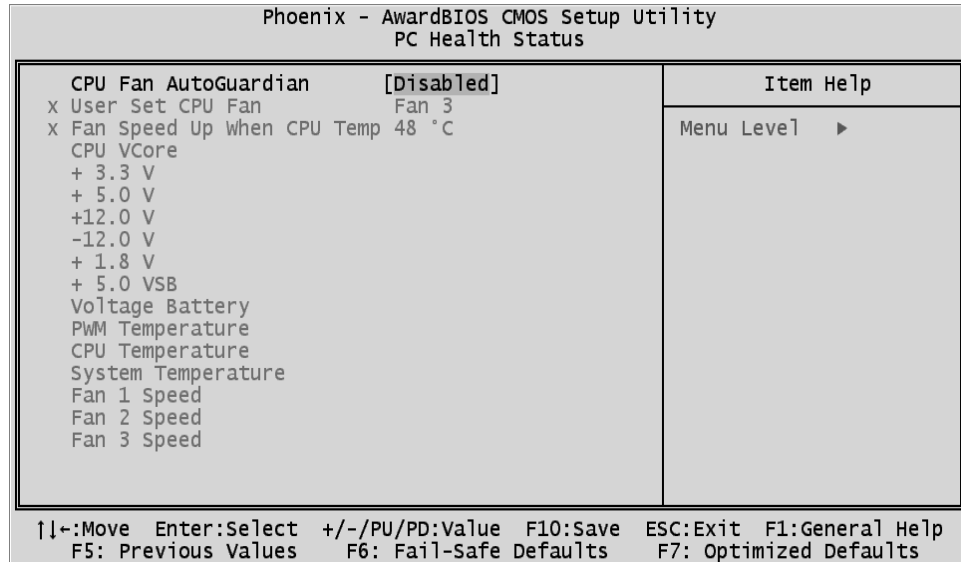 Phoenix - AwardBIOS CMOS Setup Utility
PC Health Status
CPU Fan AutoGuardian [Disabled]
x User Set CPU Fan Fan 3
x Fan Speed Up When CPU Temp 48 °C
CPU VCore
+ 3.3 V
+ 5.0 V
+12.0 V
-12.0 V
+ 1.8 V
+ 5.0 VSB
Voltage Battery
PWM Temperature
CPU Temperature
System Temperature
Fan 1 Speed
Fan 2 Speed
Fan 3 Speed
Item Help
Menu Level ▶
↑↓←:Move Enter:Select +/-/PU/PD:Value F10:Save ESC:Exit F1:General Help
F5: Previous Values F6: Fail-Safe Defaults F7: Optimized Defaults